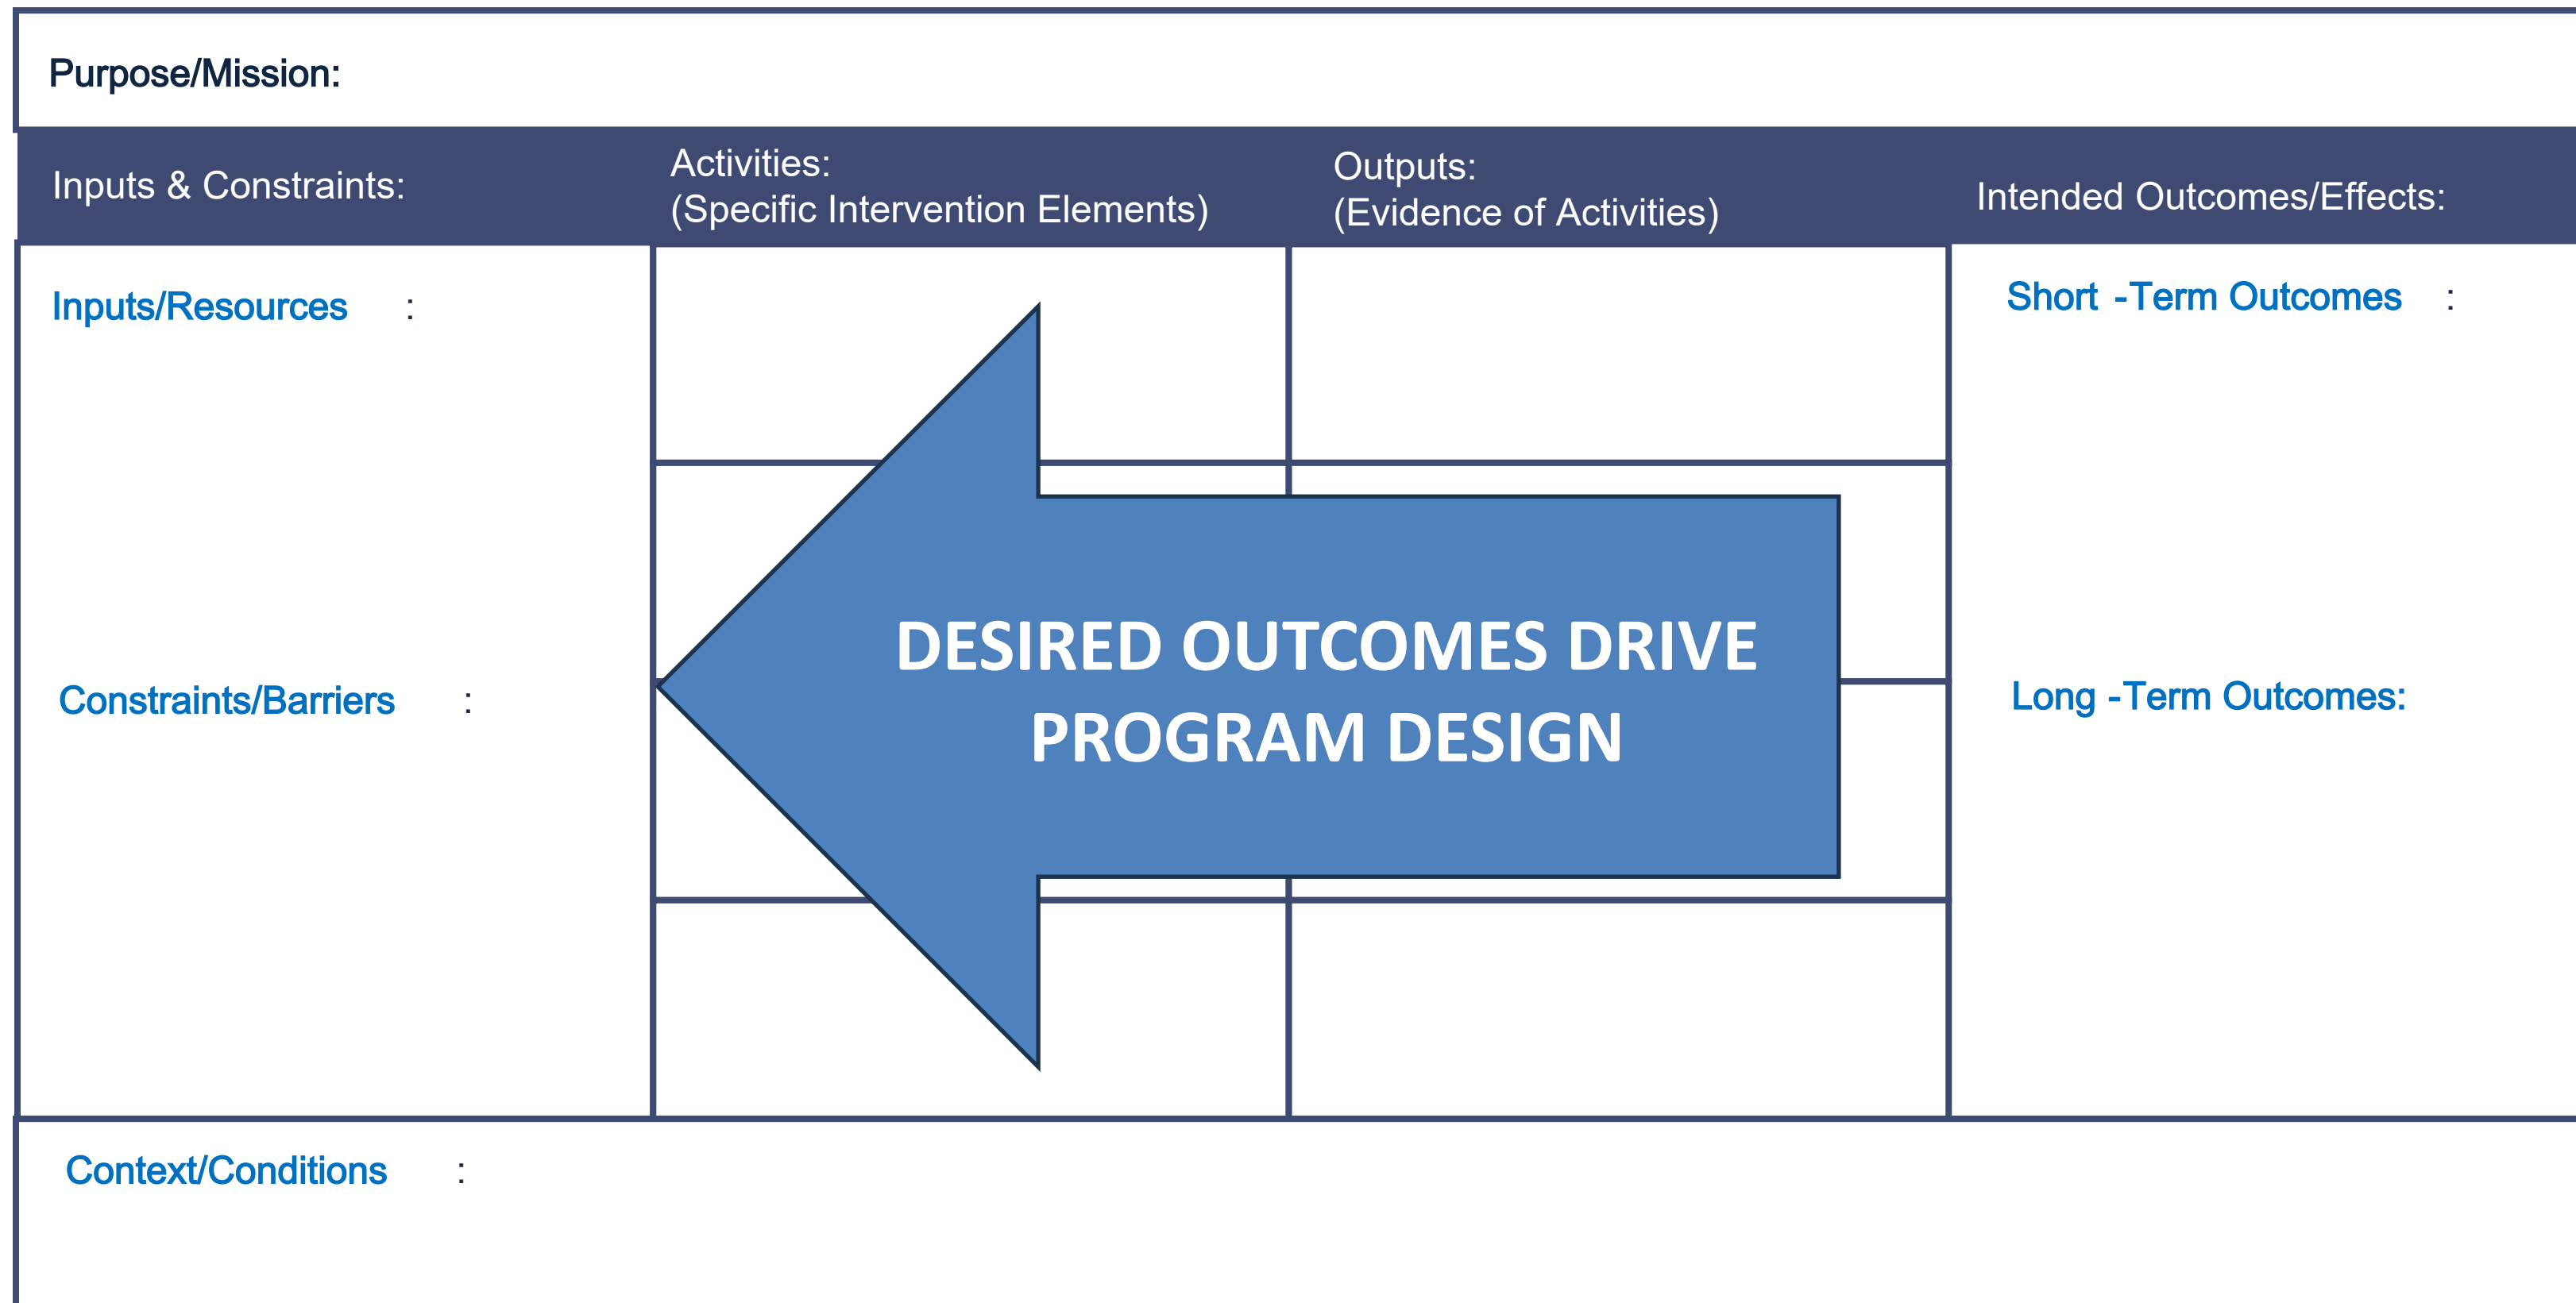 Purpose/Mission:
Inputs & Constraints:
Activities:
(Specific Intervention Elements)
Outputs:
(Evidence of Activities)
Intended Outcomes/Effects:
Inputs/Resources :
Constraints/Barriers :
DESIRED OUTCOMES DRIVE
PROGRAM DESIGN
Short -Term Outcomes :
Long -Term Outcomes:
Context/Conditions :